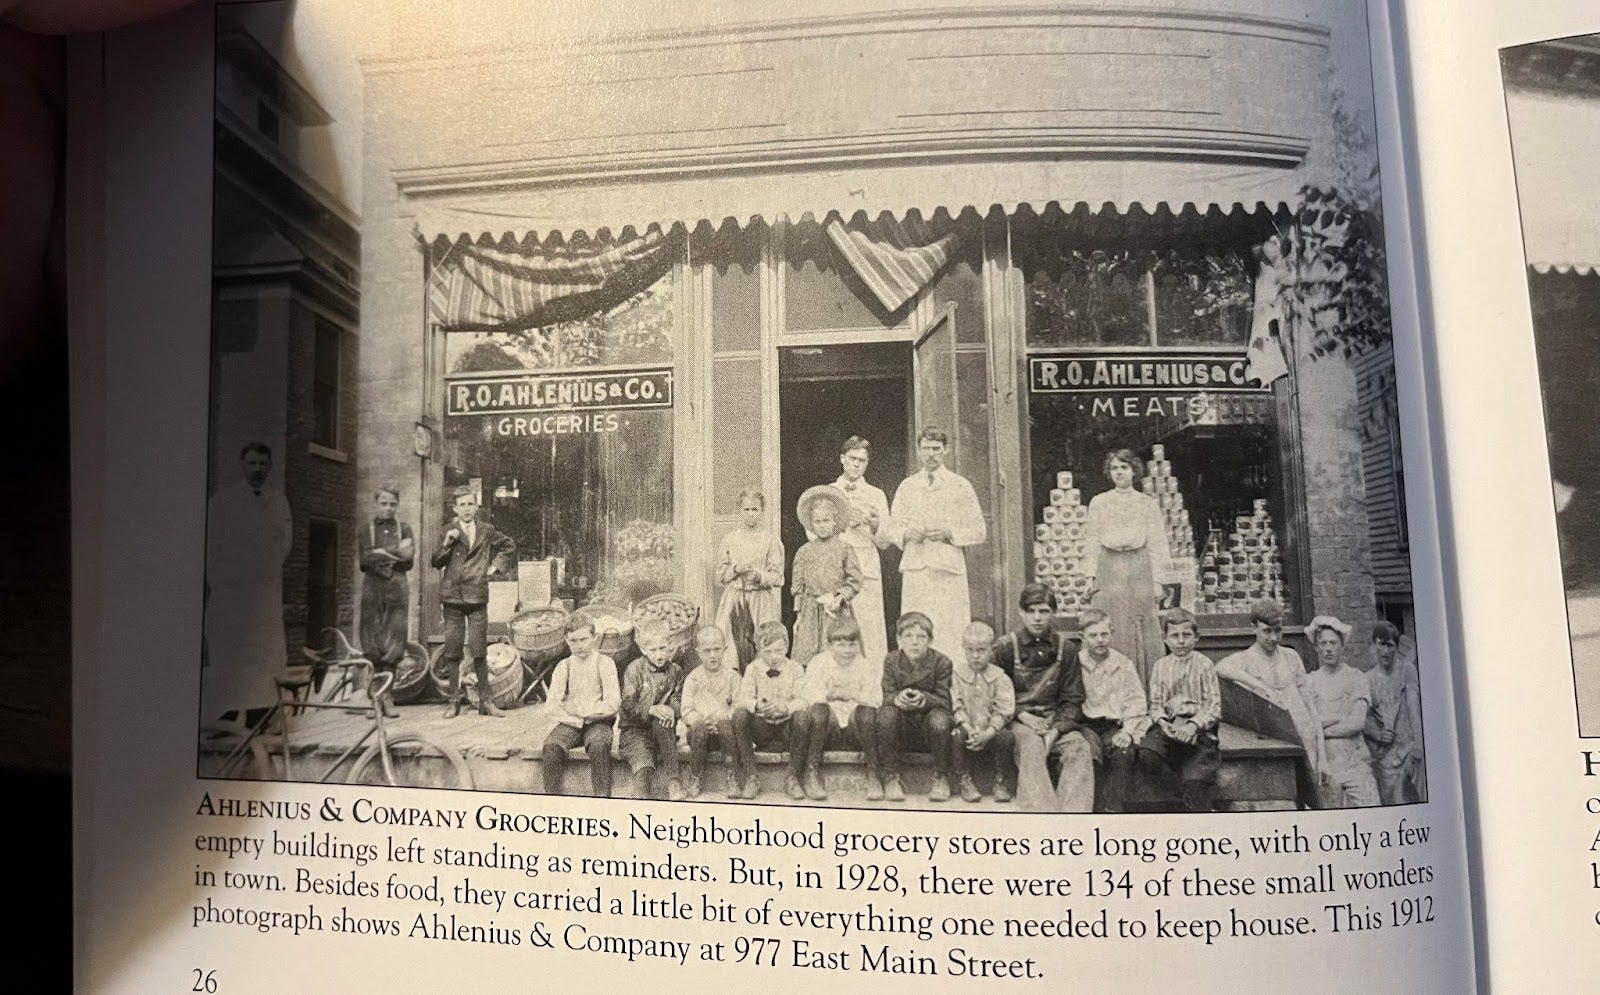 R.O. AHLENIUS & CO.
· GROCERIES ·
R.O. AHLENIUS & C
· MEATS
AHLENIUS & COMPANY GROCERIES. Neighborhood grocery stores are long gone, with only a few
empty buildings left standing as reminders. But, in 1928, there were 134 of these small wonders
in town. Besides food, they carried a little bit of everything one needed to keep house. This 1912
photograph shows Ahlenius & Company at 977 East Main Street.
26